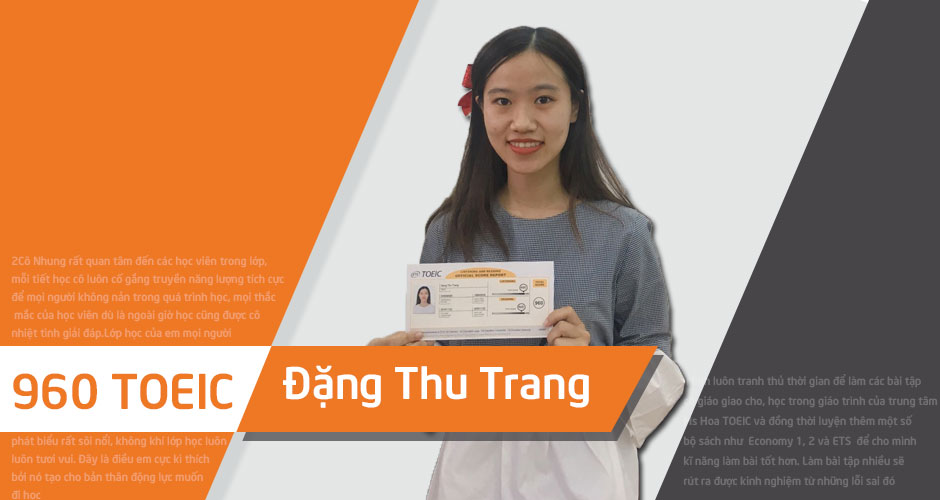 2Cô Nhung rất quan tâm đến các học viên trong lớp,
mỗi tiết học cô luôn cố gắng truyền năng lượng tích cực
để mọi người không nản trong quá trình học, mọi thắc
mắc của học viên dù là ngoài giờ học cũng được cô
nhiệt tình giải đáp.Lớp học của em mọi người
960 TOEIC
phát biểu rất sôi nổi, không khí lớp học luôn
luôn tươi vui. Đây là điều em cực kì thích
bởi nó tạo cho bản thân động lực muốn
đi học
TOEIC
LISTENING AND READING
OFFICIAL SCORE REPORT
960
Đặng Thu Trang
luôn tranh thủ thời gian để làm các bài tập
giáo giao cho, học trong giáo trình của trung tâm
Hoa TOEIC và đồng thời luyện thêm một số
bộ sách như Economy 1, 2 và ETS để cho mình
kĩ năng làm bài tốt hơn. Làm bài tập nhiều sẽ
rút ra được kinh nghiệm từ những lỗi sai đó